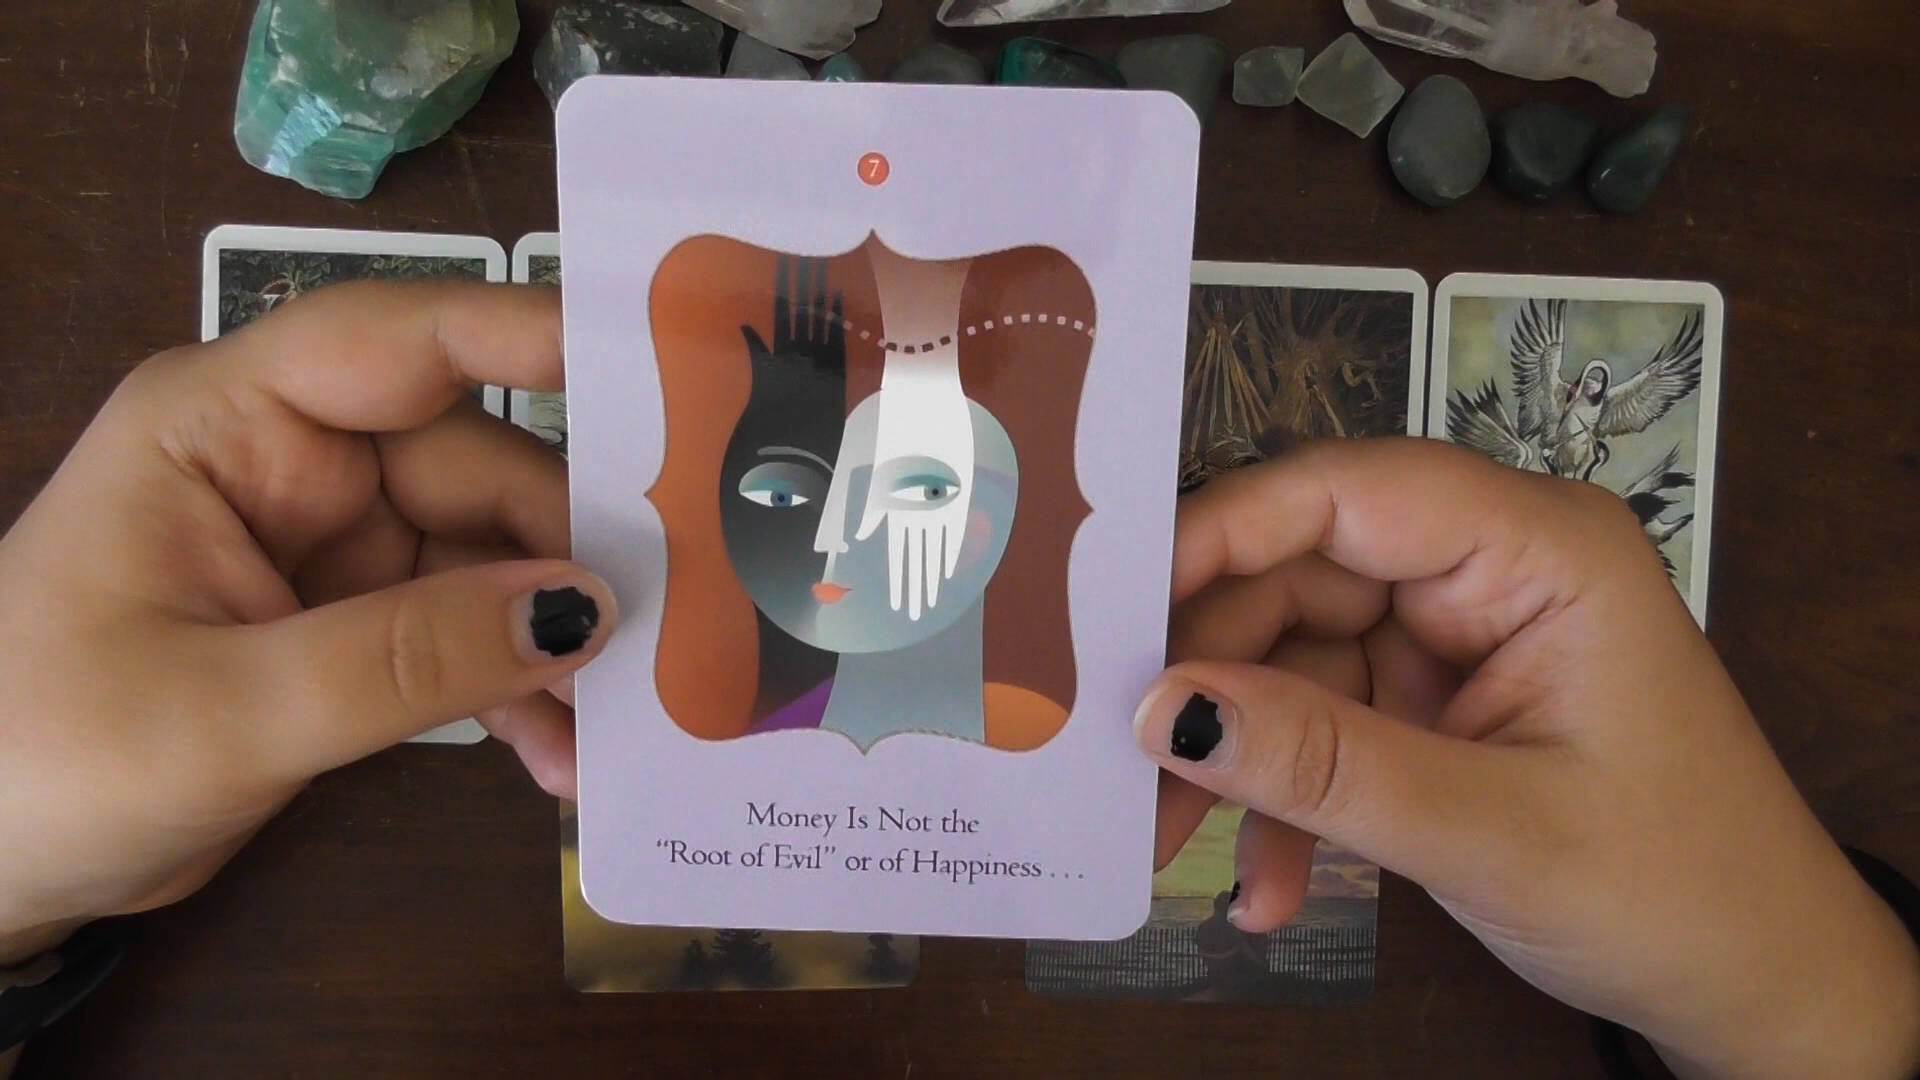 7
Money Is Not the
“Root of Evil” or of Happiness . . .